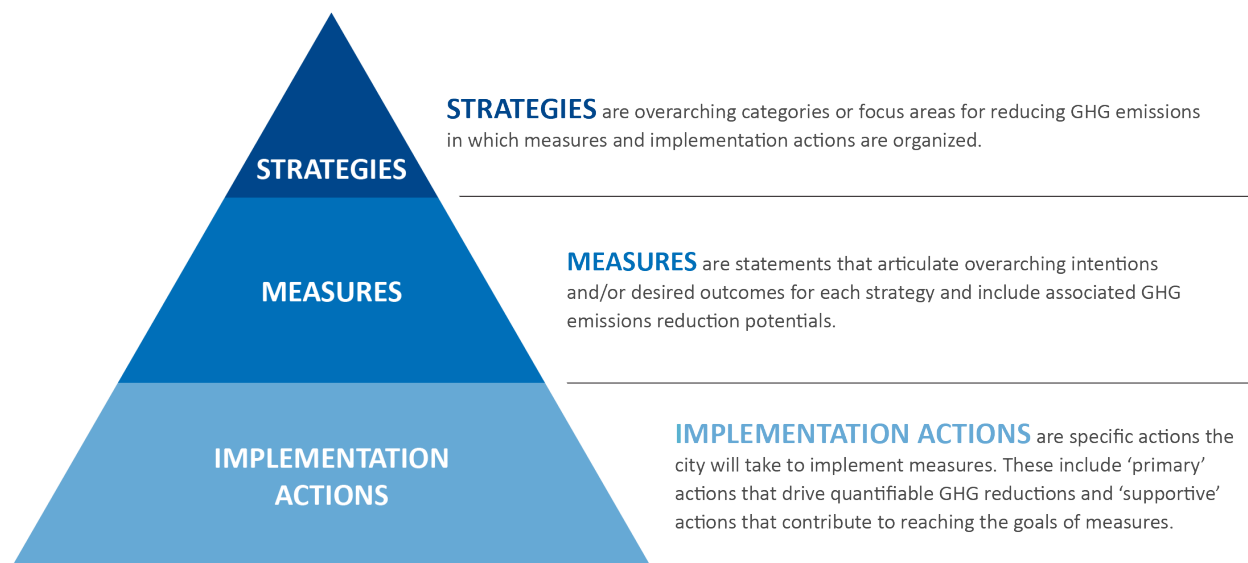 STRATEGIES
STRATEGIES are overarching categories or focus areas for reducing GHG emissions
in which measures and implementation actions are organized.
MEASURES
MEASURES are statements that articulate overarching intentions
and/or desired outcomes for each strategy and include associated GHG
emissions reduction potentials.
IMPLEMENTATION
ACTIONS
IMPLEMENTATION ACTIONS are specific actions the
city will take to implement measures. These include ‘primary’
actions that drive quantifiable GHG reductions and ‘supportive’
actions that contribute to reaching the goals of measures.